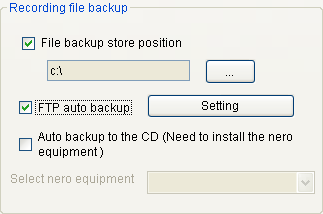 Recording file backup
File backup store position
c:\
...
FTP auto backup
Setting
Auto backup to the CD (Need to install the nero
equipment )
Select nero equipment